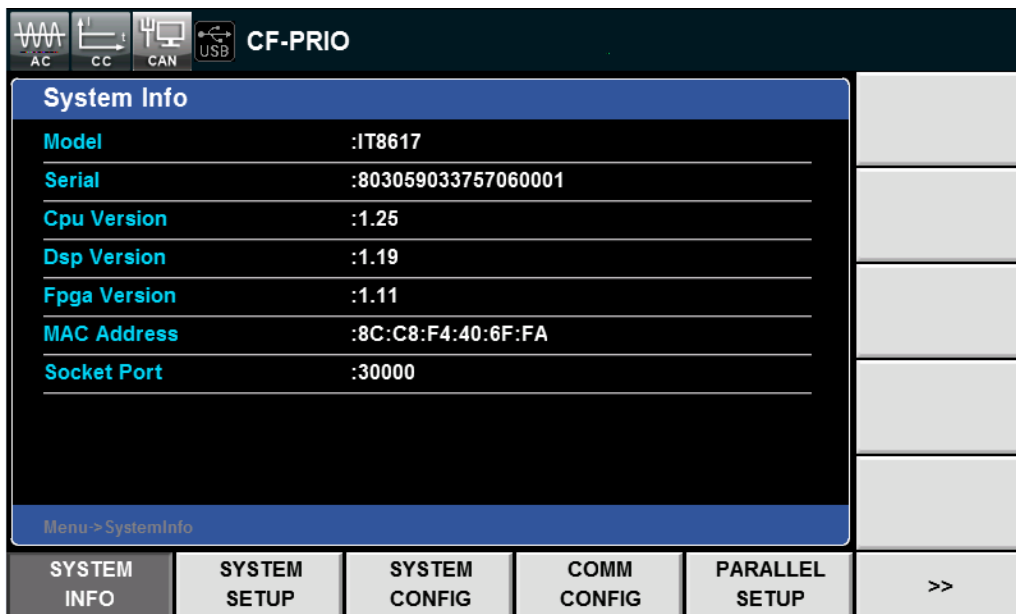 AC CC CAN USB CF-PRIO
System Info
Model :IT8617
Serial :803059033757060001
Cpu Version :1.25
Dsp Version :1.19
Fpga Version :1.11
MAC Address :8C:C8:F4:40:6F:FA
Socket Port :30000
Menu->SystemInfo
SYSTEM INFO
SYSTEM SETUP
SYSTEM CONFIG
COMM CONFIG
PARALLEL SETUP
>>